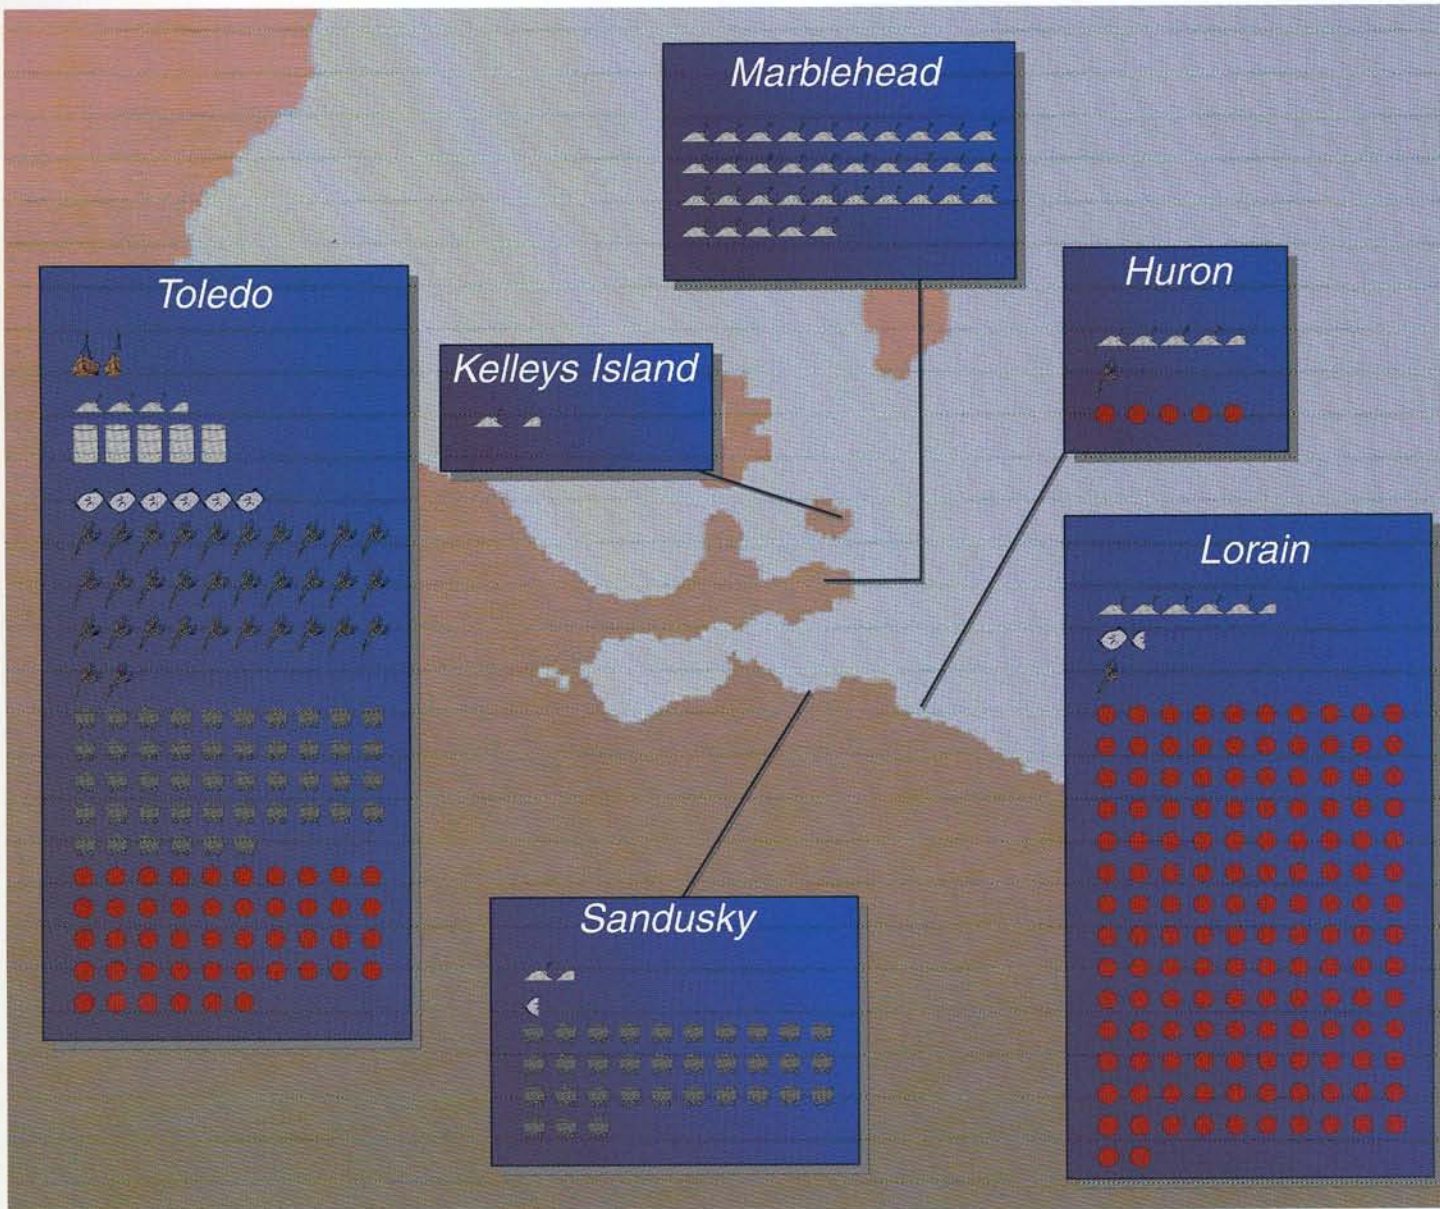 Marblehead
Huron
Toledo
Kelleys Island
Lorain
Sandusky